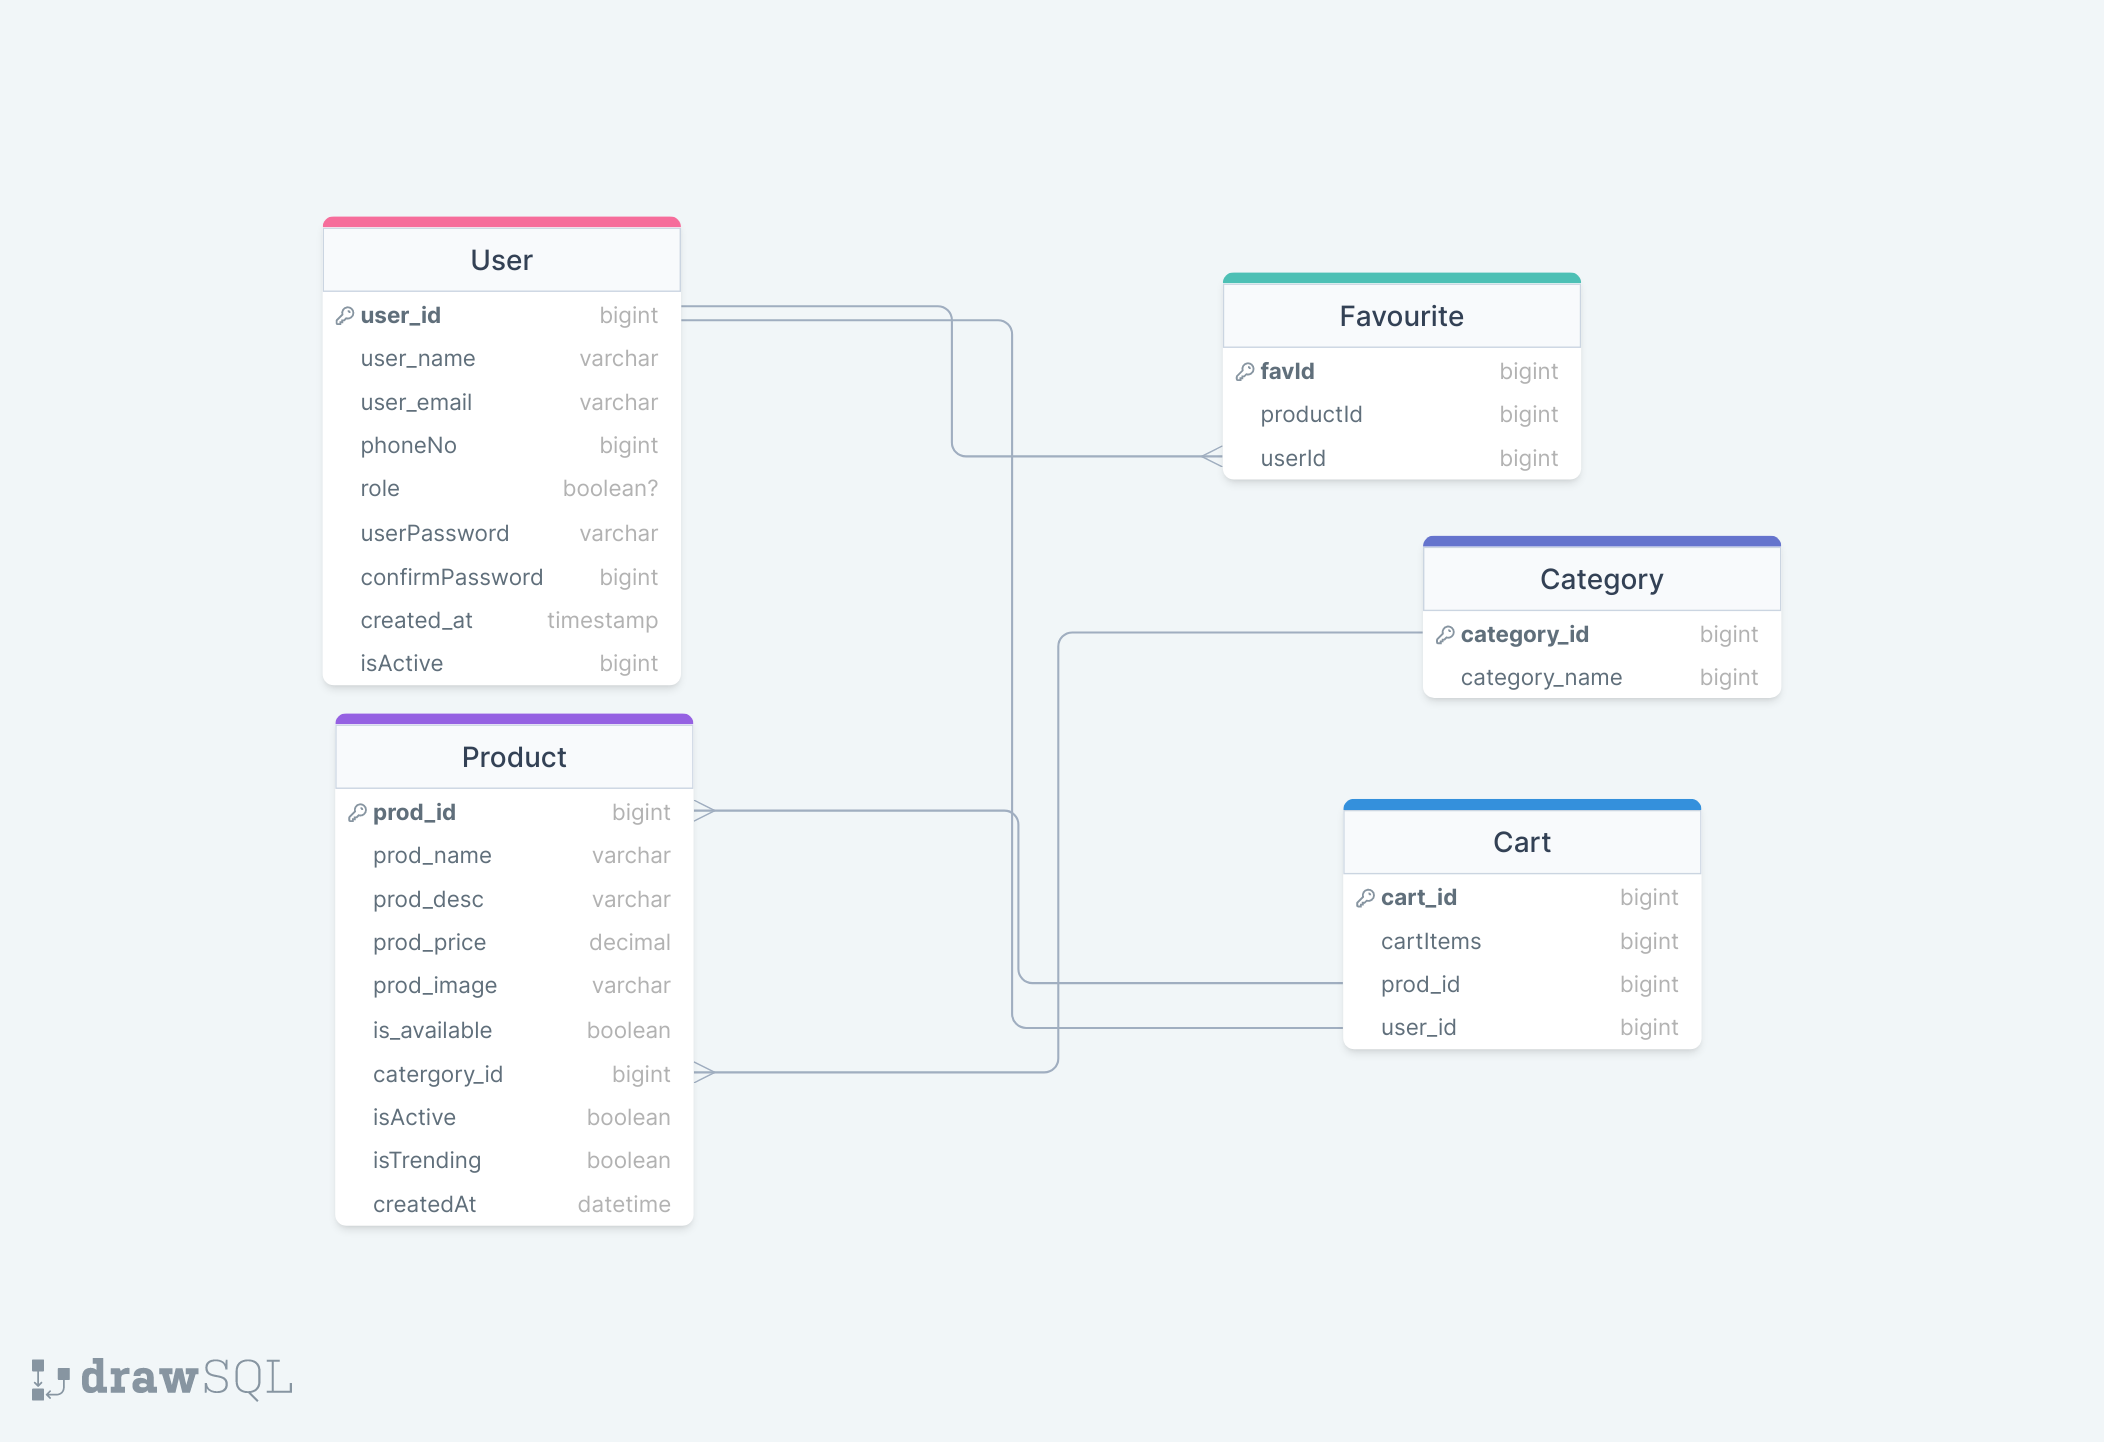 User
user_id bigint
user_name varchar
user_email varchar
phoneNo bigint
role boolean?
userPassword varchar
confirmPassword bigint
created_at timestamp
isActive bigint
Product
prod_id bigint
prod_name varchar
prod_desc varchar
prod_price decimal
prod_image varchar
is_available boolean
catergory_id bigint
isActive boolean
isTrending boolean
createdAt datetime
Favourite
favId bigint
productId bigint
userId bigint
Category
category_id bigint
category_name bigint
Cart
cart_id bigint
cartItems bigint
prod_id bigint
user_id bigint
drawSQL